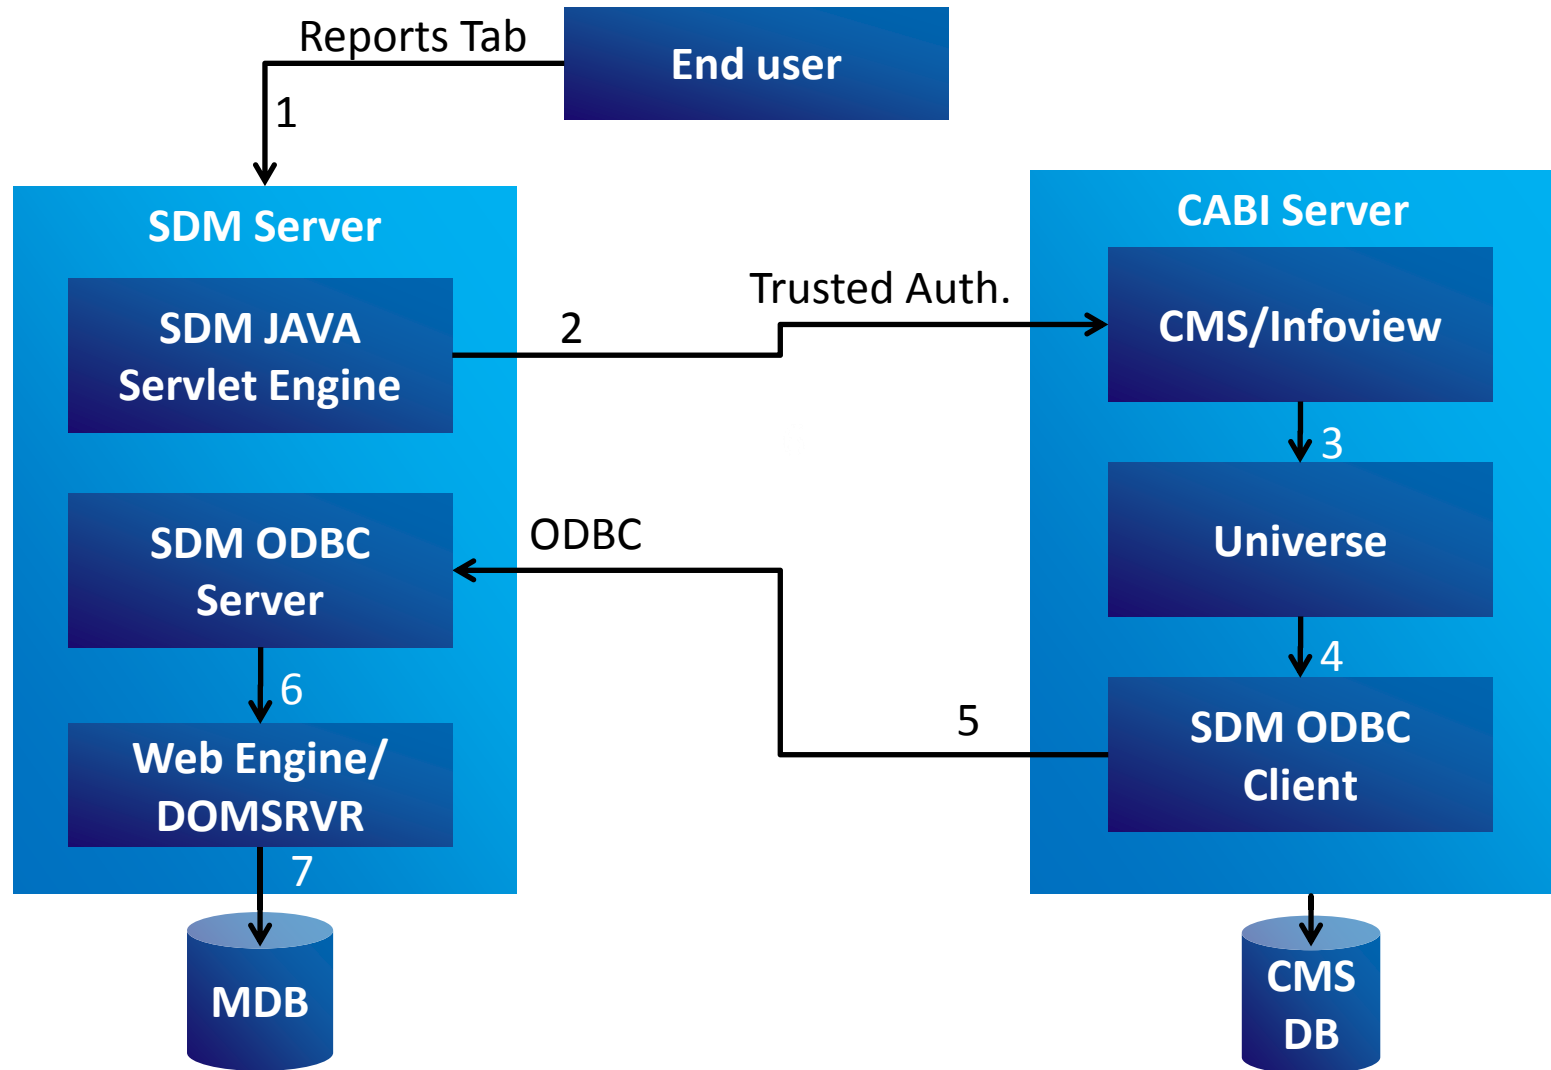 Reports Tab
End user
1
SDM Server
CABI Server
SDM JAVA
Servlet Engine
2
Trusted Auth.
CMS/Infoview
3
SDM ODBC
Server
ODBC
Universe
4
6
5
SDM ODBC
Client
Web Engine/
DOMSRVR
7
MDB
CMS
DB